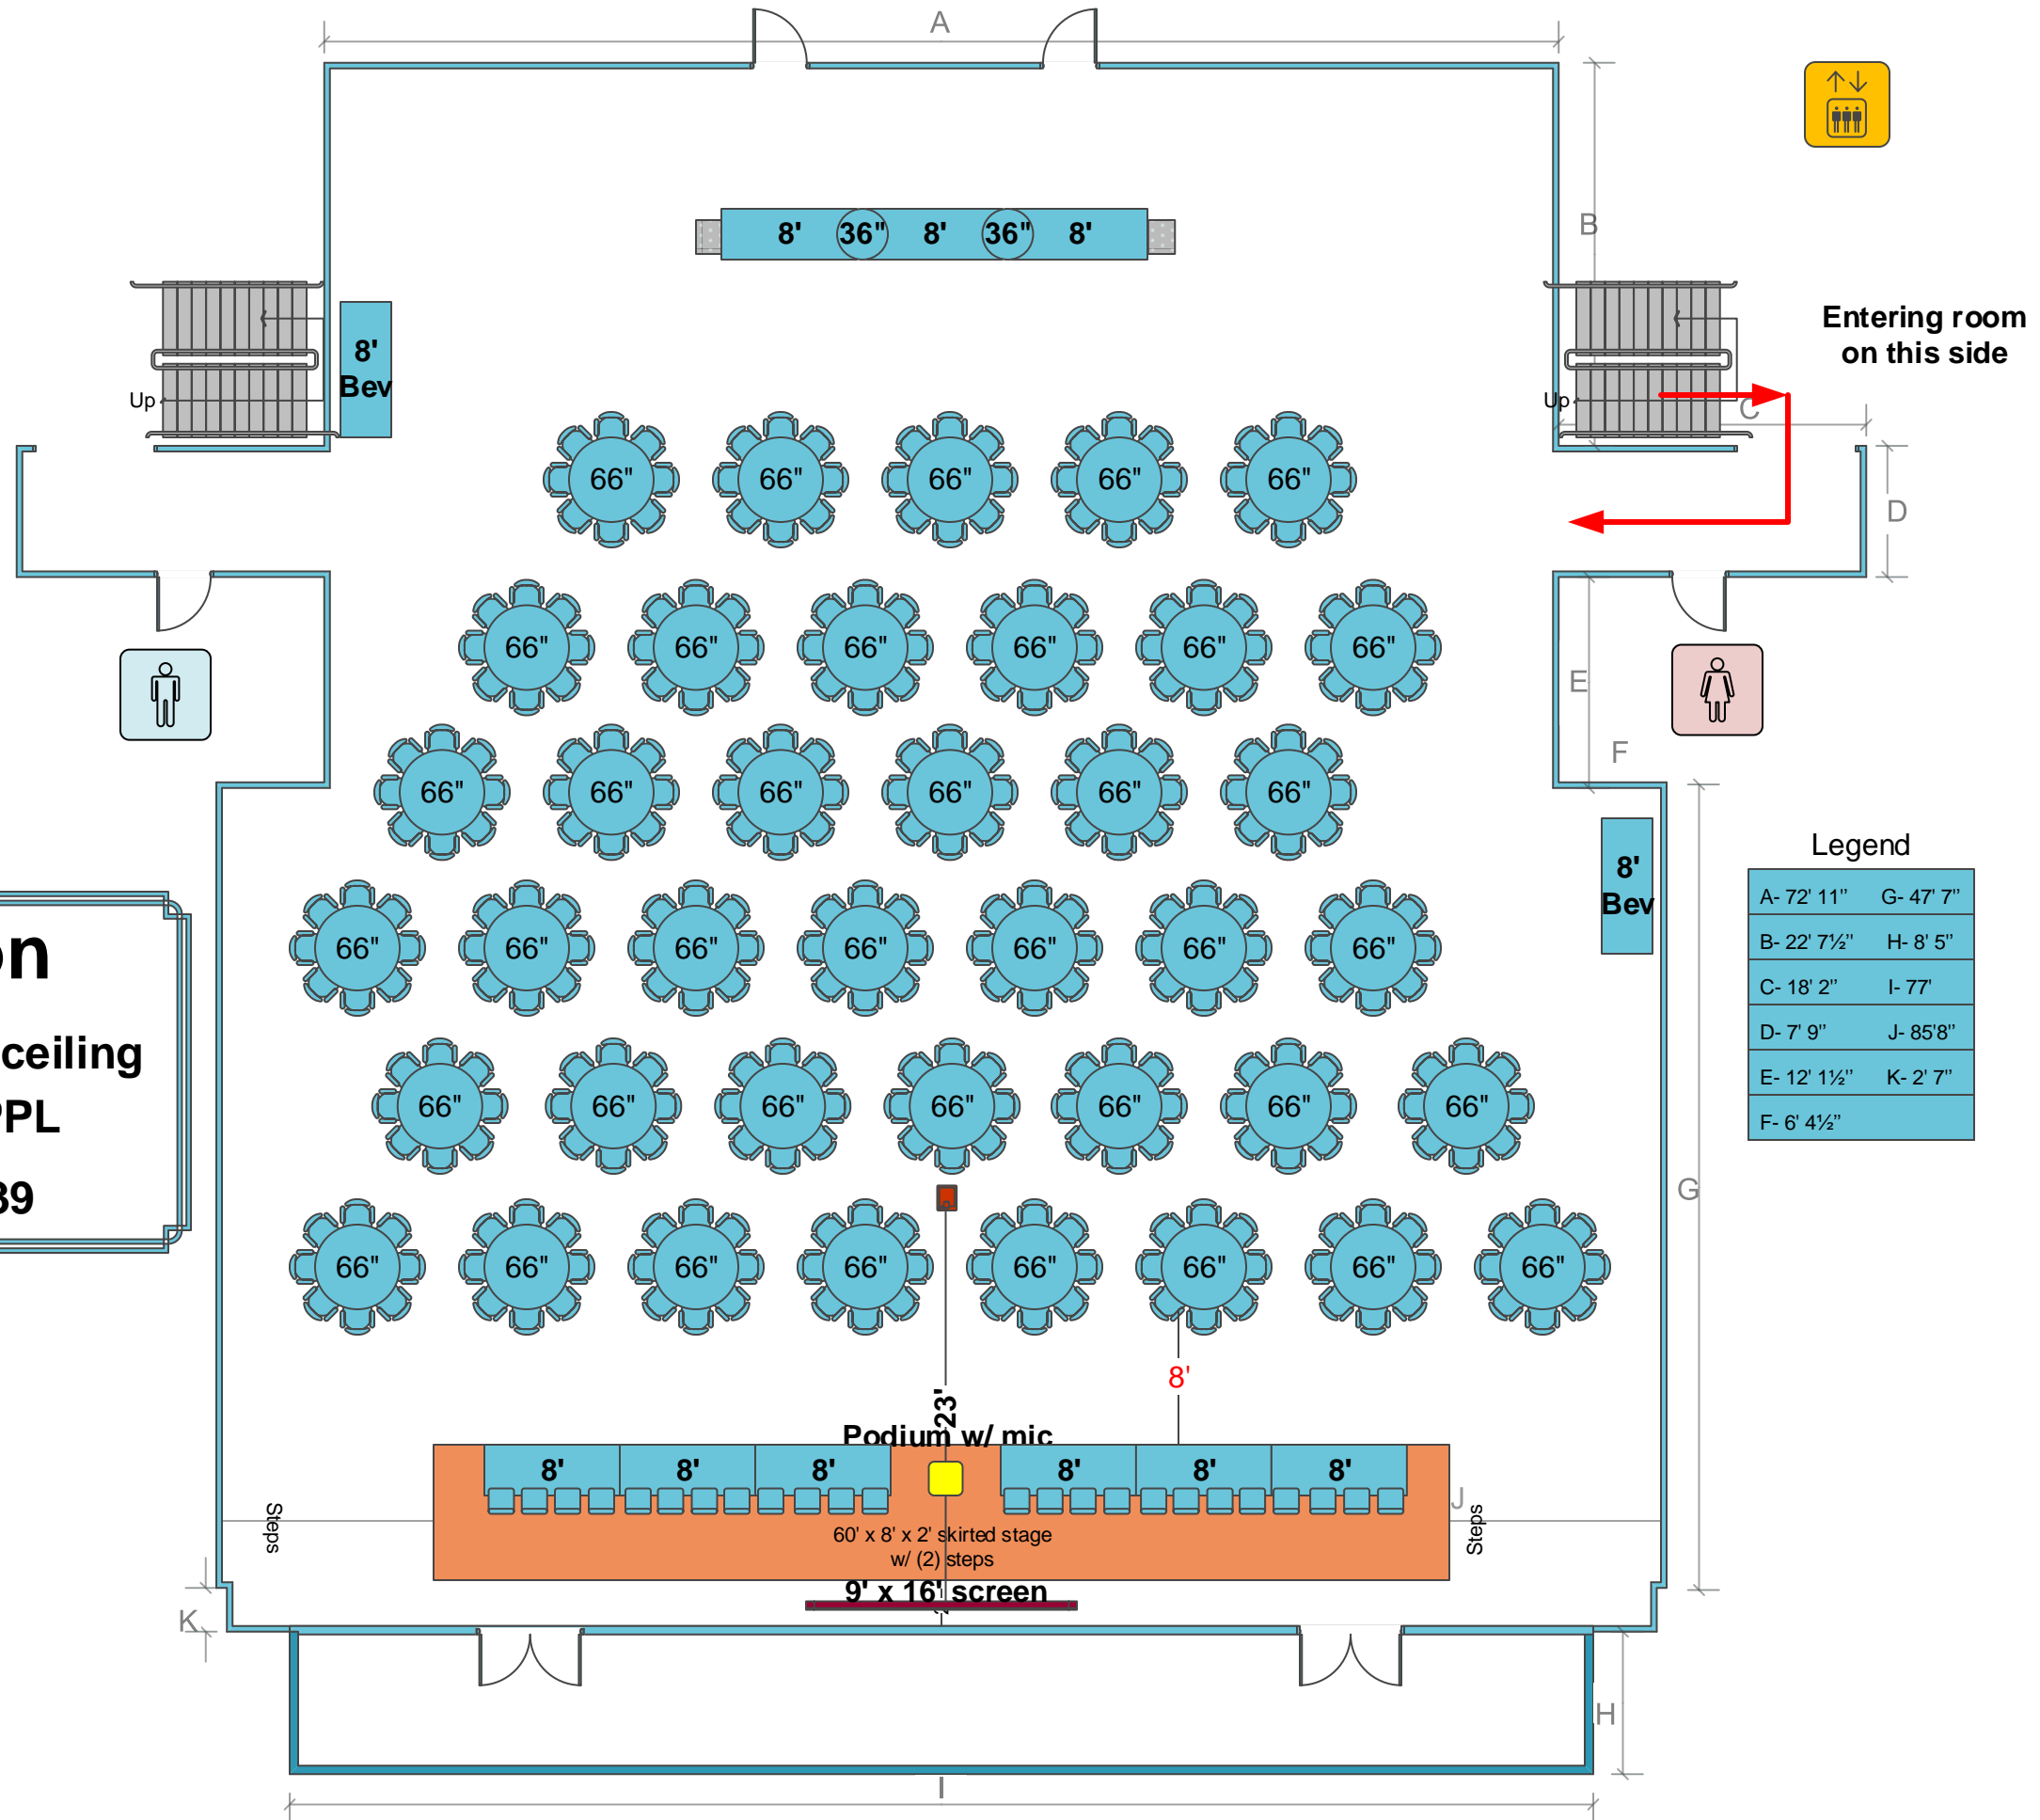 A
B
8' 36" 8' 36" 8'
Entering room
on this side
8'
Bev
Up
Up
C
66" 66" 66" 66" 66"
D
66" 66" 66" 66" 66" 66"
E
F
66" 66" 66" 66" 66" 66"
8'
Bev
Legend
A- 72' 11" G- 47' 7"
B- 22' 7½" H- 8' 5"
C- 18' 2" I- 77'
D- 7' 9" J- 85'8"
E- 12' 1½" K- 2' 7"
F- 6' 4½"
66" 66" 66" 66" 66" 66" 66"
on
ceiling
PPL
39
66" 66" 66" 66" 66" 66" 66"
G
66" 66" 66" 66" 66" 66" 66" 66"
8'
23'
Podium w/ mic
8' 8' 8' 8' 8' 8'
J
Steps
Steps
60' x 8' x 2' skirted stage
w/ (2) steps
9' x 16' screen
K
H
I